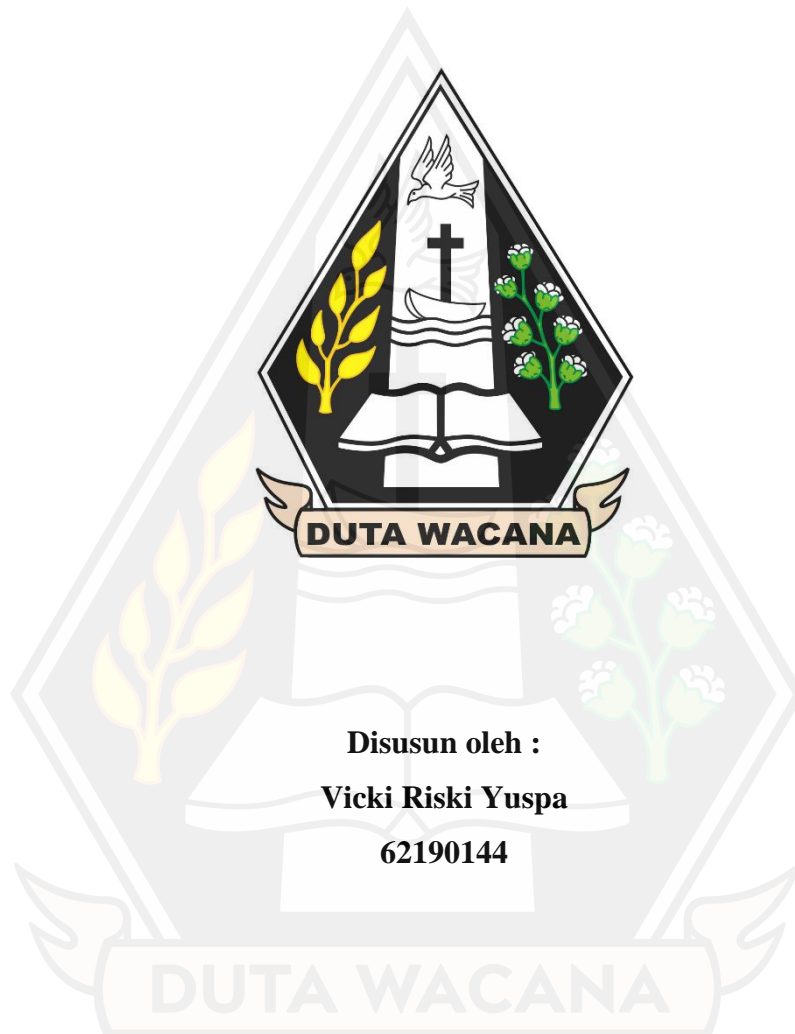 DUTA WACANA
Disusun oleh :
Vicki Riski Yuspa
62190144
DUTA WACANA